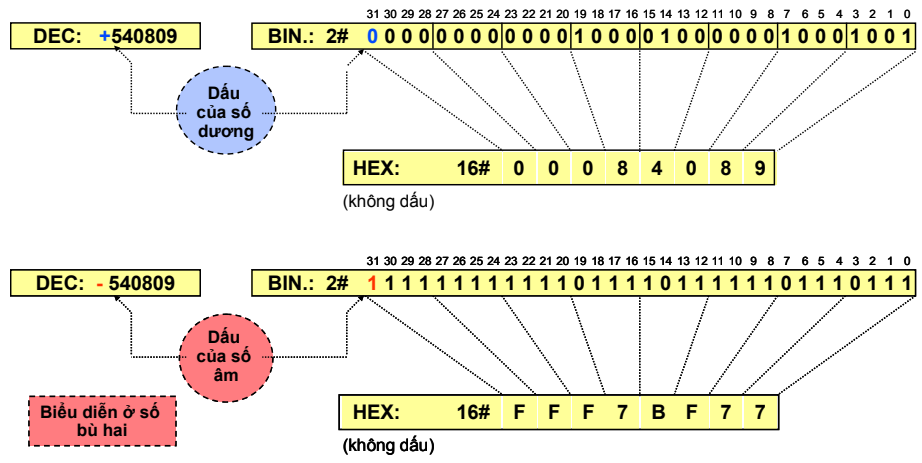 31 30 29 28 27 26 25 24 23 22 21 20 19 18 17 16 15 14 13 12 11 10 9 8 7 6 5 4 3 2 1 0
DEC: +540809
BIN.: 2# 0 0 0 0 0 0 0 0 0 0 0 0 1 0 0 0 0 1 0 0 0 0 0 0 1 0 0 0 1 0 0 1
Dấu
của số
dương
HEX: 16# 0 0 0 8 4 0 8 9
(không dấu)
31 30 29 28 27 26 25 24 23 22 21 20 19 18 17 16 15 14 13 12 11 10 9 8 7 6 5 4 3 2 1 0
DEC: - 540809
BIN.: 2# 1 1 1 1 1 1 1 1 1 1 1 1 0 1 1 1 1 0 1 1 1 1 1 1 0 1 1 1 0 1 1 1
Dấu
của số
âm
Biểu diễn ở số
bù hai
HEX: 16# F F F 7 B F 7 7
(không dấu)